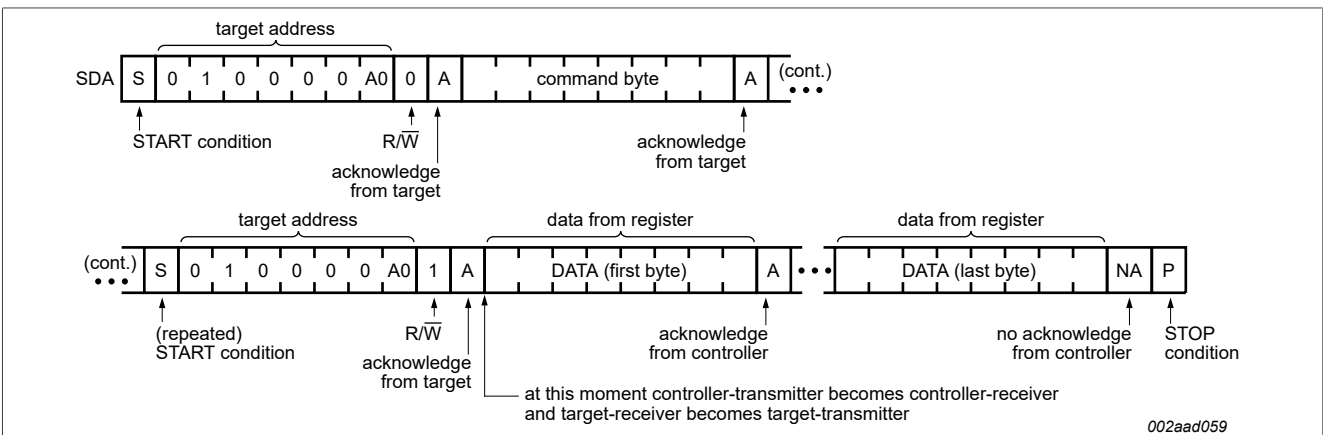 target address
SDA S 0 1 0 0 0 0 A0 0 A command byte A (cont.)
START condition R/W̅ acknowledge from target
acknowledge from target
target address data from register data from register
(cont.) S 0 1 0 0 0 0 A0 1 A DATA (first byte) A DATA (last byte) NA P
(repeated) START condition
R/W̅
acknowledge from target
acknowledge from controller
no acknowledge from controller
STOP condition
at this moment controller-transmitter becomes controller-receiver
and target-receiver becomes target-transmitter
002aad059